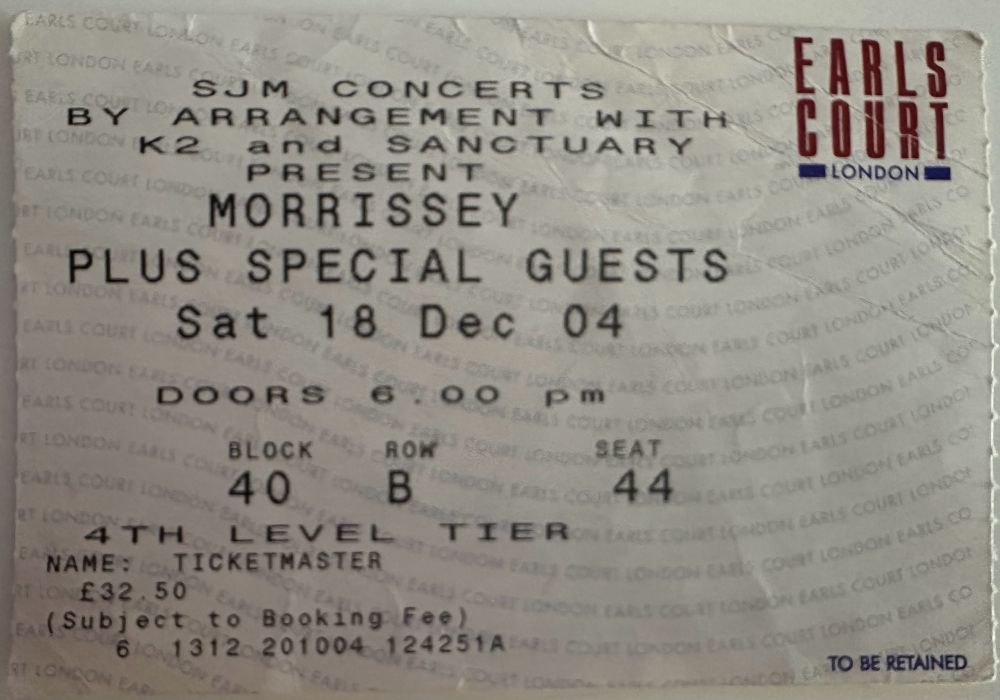 EARLS
COURT
LONDON
SJM CONCERTS
BY ARRANGEMENT WITH
K2 and SANCTUARY
PRESENT
MORRISSEY
PLUS SPECIAL GUESTS
Sat 18 Dec 04
DOORS 6.00 pm
BLOCK ROW SEAT
40 B 44
4TH LEVEL TIER
NAME: TICKETMASTER
£32.50
(Subject to Booking Fee)
6 1312 201004 124251A
TO BE RETAINED